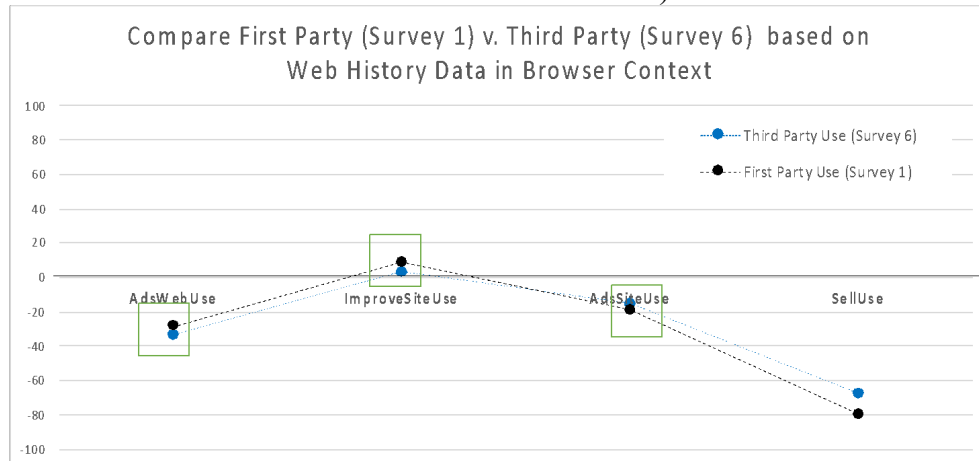 Compare First Party (Survey 1) v. Third Party (Survey 6) based on
Web History Data in Browser Context
100
80
60
40
20
0
-20
-40
-60
-80
-100
Third Party Use (Survey 6)
First Party Use (Survey 1)
AdsWebUse
ImproveSiteUse
AdsSiteUse
SellUse